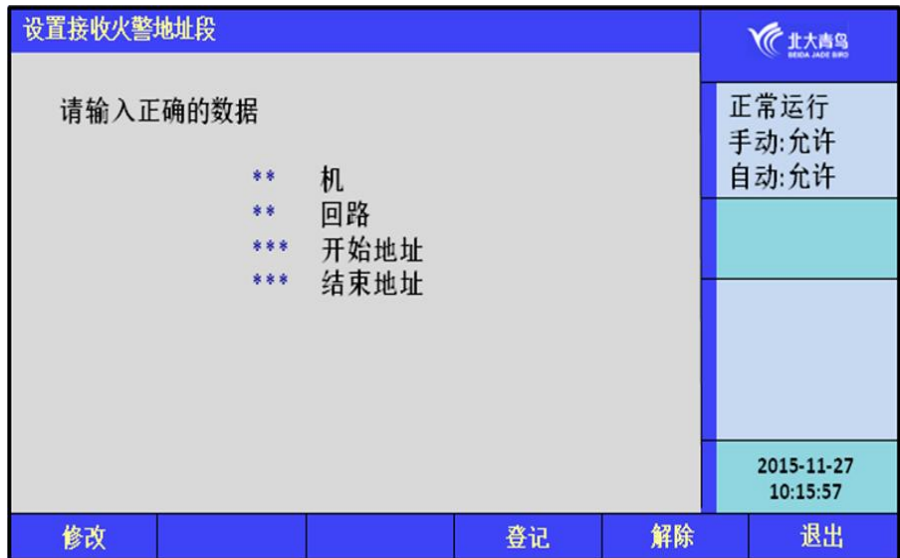 设置接收火警地址段
北大青鸟
BEIDA JADE BIRD
请输入正确的数据
** 机
** 回路
*** 开始地址
*** 结束地址
正常运行
手动:允许
自动:允许
2015-11-27
10:15:57
修改 登记 解除 退出